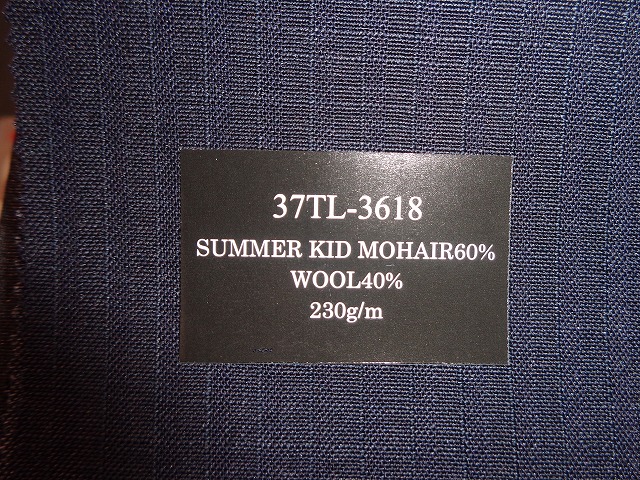 37TL-3618
SUMMER KID MOHAIR60%
WOOL40%
230g/m